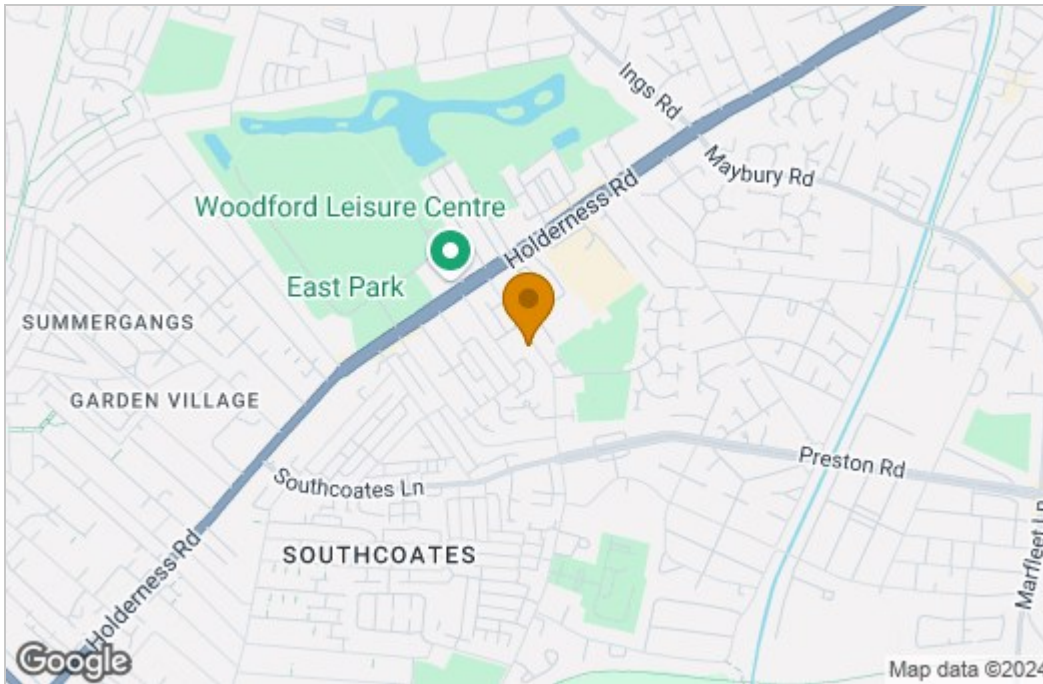 Ings Rd
Maybury Rd
Woodford Leisure Centre
Holderness Rd
East Park
SUMMERGANGS
GARDEN VILLAGE
Preston Rd
Southcoates Ln
SOUTHCOATES
Holderness Rd
Marfleet Ln
Google
Map data ©2024